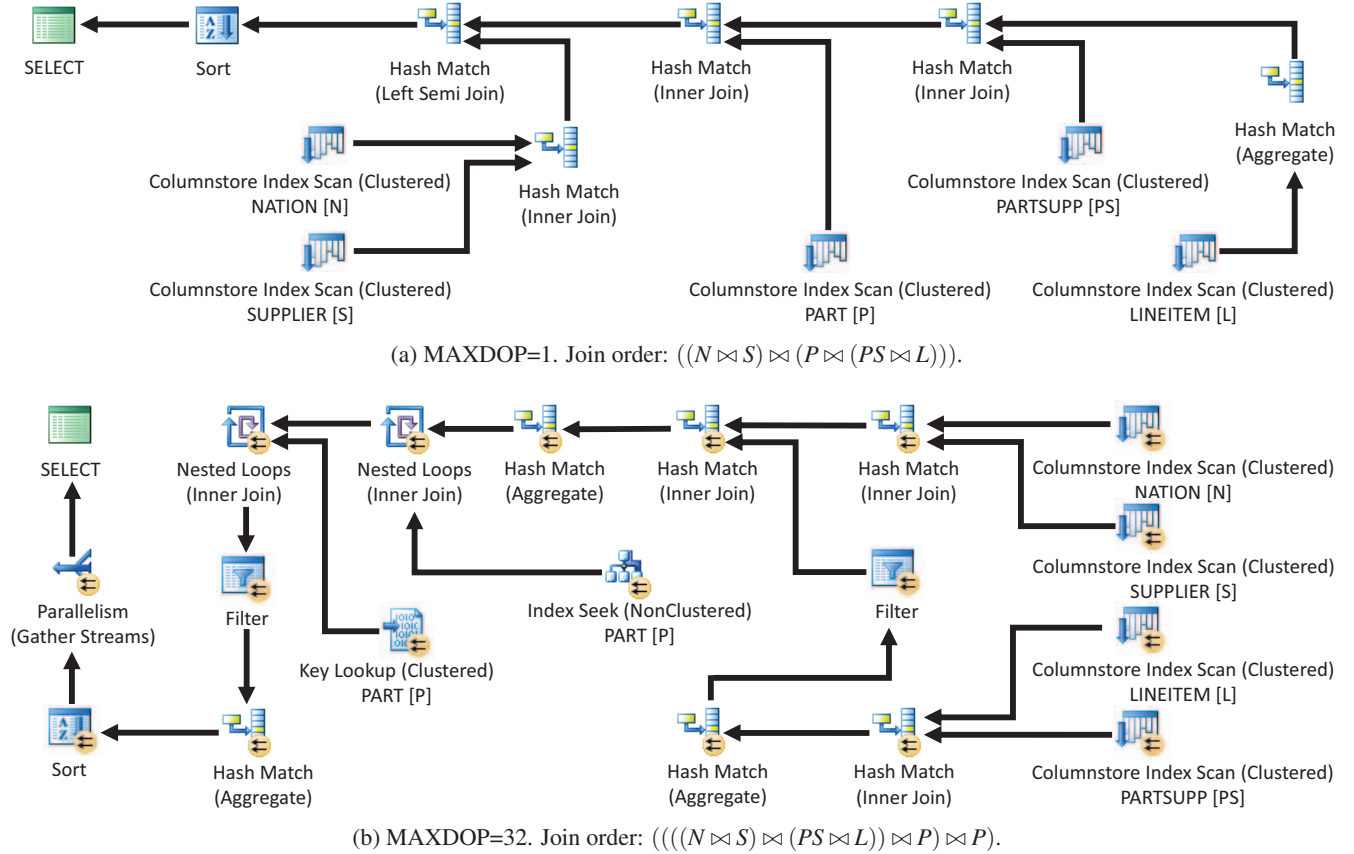 SELECT
Sort
Hash Match
(Left Semi Join)
Hash Match
(Inner Join)
Hash Match
(Inner Join)
Hash Match
(Aggregate)
Columnstore Index Scan (Clustered)
NATION [N]
Hash Match
(Inner Join)
Columnstore Index Scan (Clustered)
PARTSUPP [PS]
Columnstore Index Scan (Clustered)
SUPPLIER [S]
Columnstore Index Scan (Clustered)
PART [P]
Columnstore Index Scan (Clustered)
LINEITEM [L]
(a) MAXDOP=1. Join order: ((N ⋈ S) ⋈ (P ⋈ (PS ⋈ L))).
SELECT
Nested Loops
(Inner Join)
Nested Loops
(Inner Join)
Hash Match
(Aggregate)
Hash Match
(Inner Join)
Hash Match
(Inner Join)
Columnstore Index Scan (Clustered)
NATION [N]
Parallelism
(Gather Streams)
Filter
Index Seek (NonClustered)
PART [P]
Filter
Columnstore Index Scan (Clustered)
SUPPLIER [S]
Key Lookup (Clustered)
PART [P]
Columnstore Index Scan (Clustered)
LINEITEM [L]
Sort
Hash Match
(Aggregate)
Hash Match
(Aggregate)
Hash Match
(Inner Join)
Columnstore Index Scan (Clustered)
PARTSUPP [PS]
(b) MAXDOP=32. Join order: ((((N ⋈ S) ⋈ (PS ⋈ L)) ⋈ P) ⋈ P).